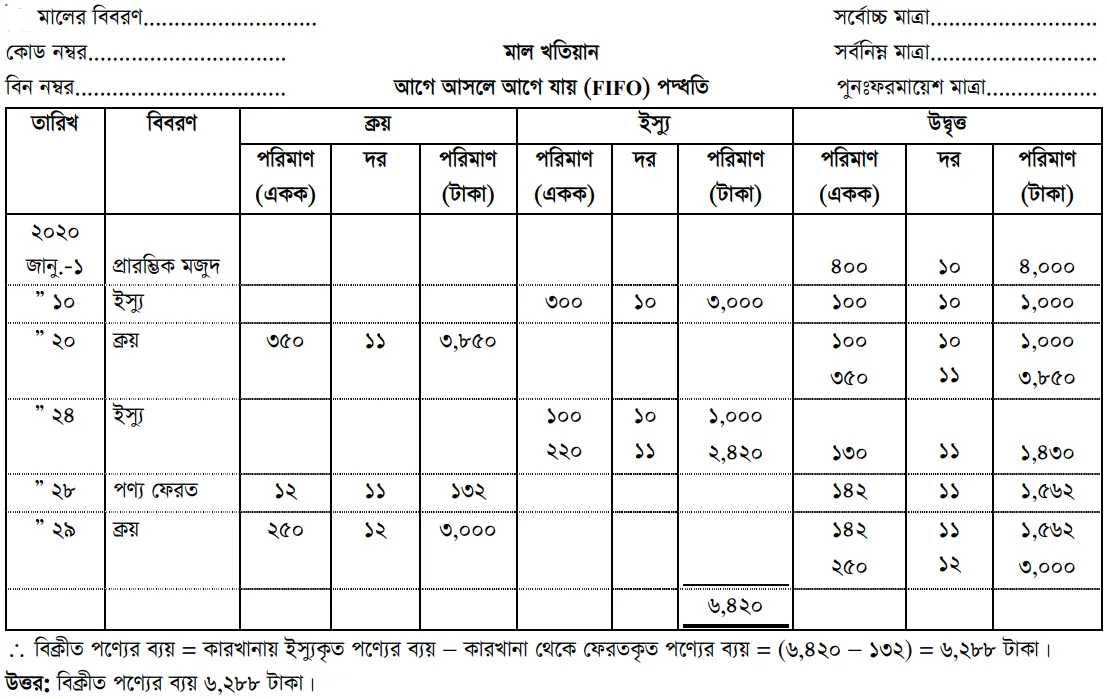 মালের বিবরণ............................ সর্বোচ্চ মাত্রা...........................
কোড নম্বর................................ মাল খতিয়ান সর্বনিম্ন মাত্রা...........................
বিন নম্বর.................................. আগে আসলে আগে যায় (FIFO) পদ্ধতি পুনঃফরমায়েশ মাত্রা..................
তারিখ বিবরণ ক্রয় ইস্যু উদ্বৃত্ত
পরিমাণ দর পরিমাণ পরিমাণ দর পরিমাণ পরিমাণ দর পরিমাণ
(একক) (টাকা) (একক) (টাকা) (একক) (টাকা)
২০২০
জানু.-১ প্রারম্ভিক মজুদ ৪০০ ১০ ৪,০০০
” ১০ ইস্যু ৩০০ ১০ ৩,০০০ ১০০ ১০ ১,০০০
” ২০ ক্রয় ৩৫০ ১১ ৩,৮৫০ ১০০ ১০ ১,০০০
৩৫০ ১১ ৩,৮৫০
” ২৪ ইস্যু ১০০ ১০ ১,০০০
২২০ ১১ ২,৪২০ ১৩০ ১১ ১,৪৩০
” ২৮ পণ্য ফেরত ১২ ১১ ১৩২ ১৪২ ১১ ১,৫৬২
” ২৯ ক্রয় ২৫০ ১২ ৩,০০০ ১৪২ ১১ ১,৫৬২
২৫০ ১২ ৩,০০০
৬,৪২০
∴ বিক্রীত পণ্যের ব্যয় = কারখানায় ইস্যুকৃত পণ্যের ব্যয় – কারখানা থেকে ফেরতকৃত পণ্যের ব্যয় = (৬,৪২০ – ১৩২) = ৬,২৮৮ টাকা।
উত্তর: বিক্রীত পণ্যের ব্যয় ৬,২৮৮ টাকা।